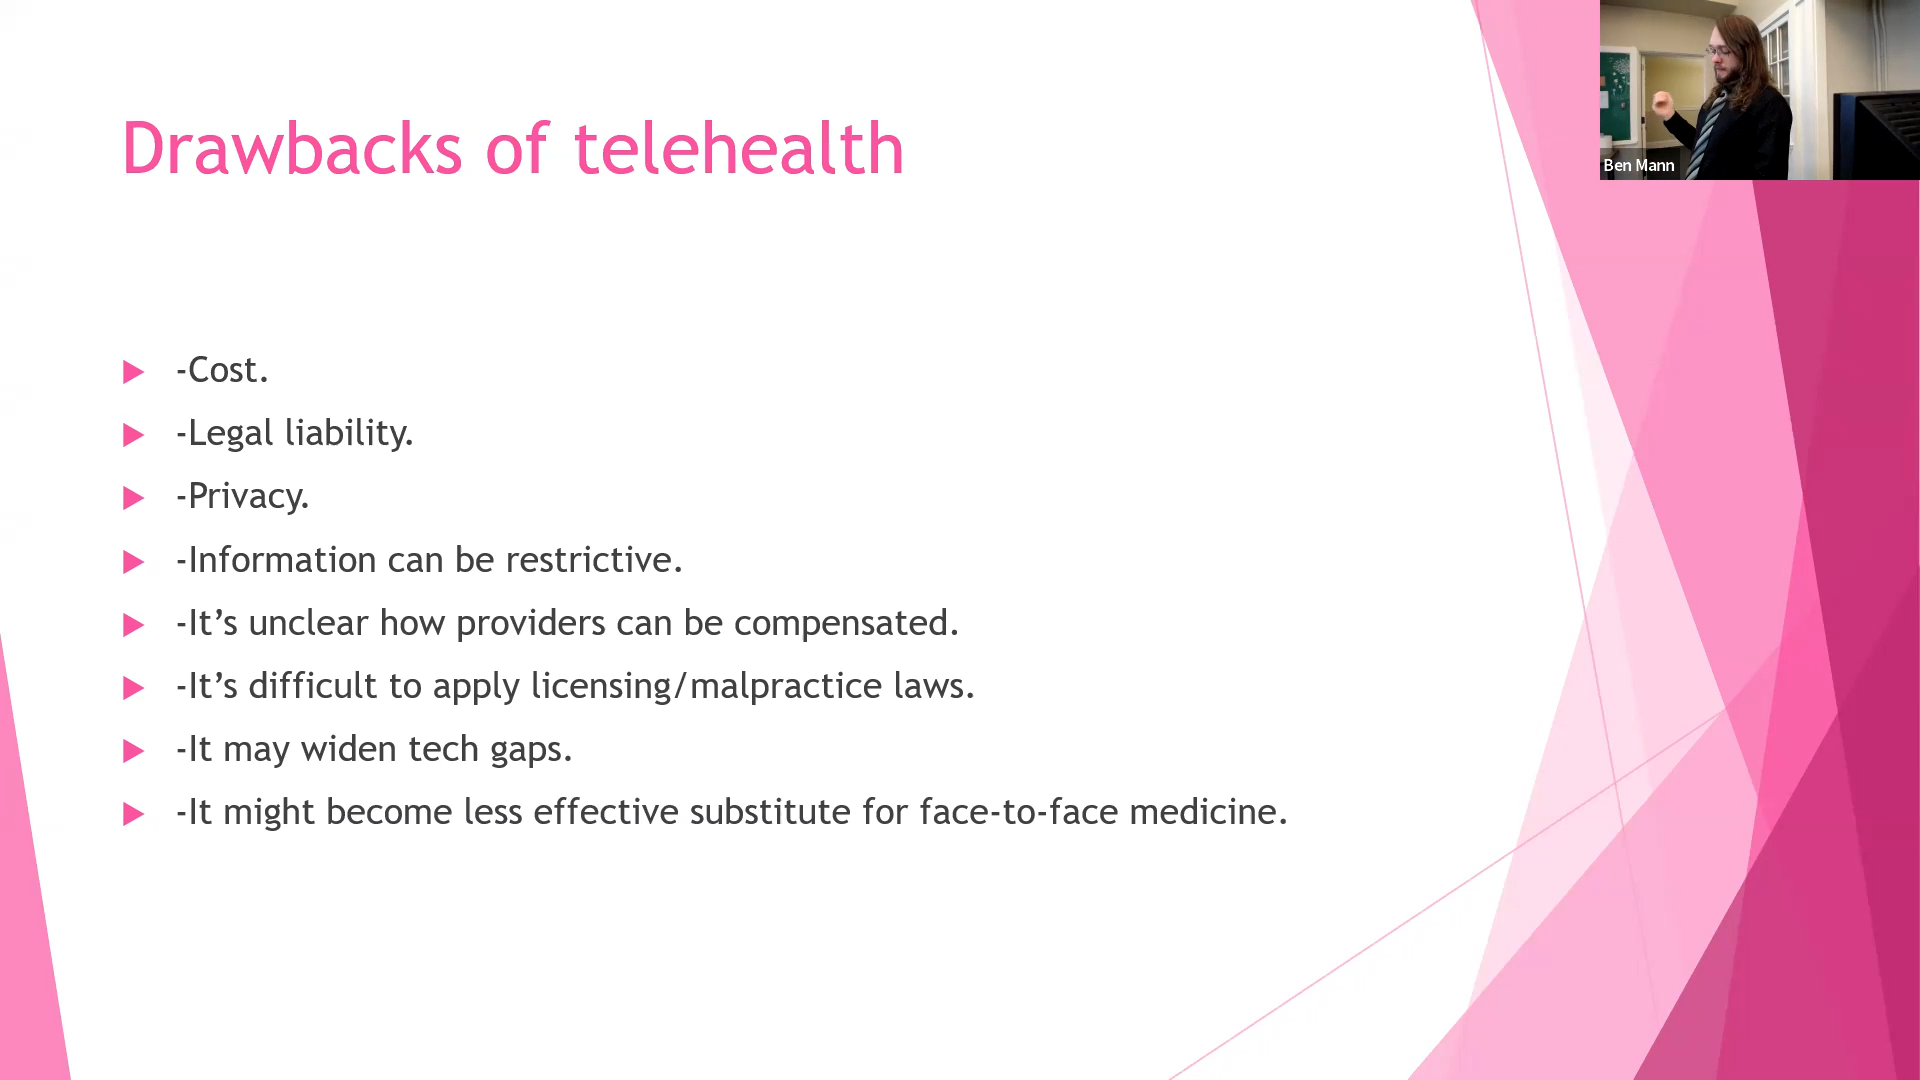 Drawbacks of telehealth
-Cost.
-Legal liability.
-Privacy.
-Information can be restrictive.
-It’s unclear how providers can be compensated.
-It’s difficult to apply licensing/malpractice laws.
-It may widen tech gaps.
-It might become less effective substitute for face-to-face medicine.
Ben Mann